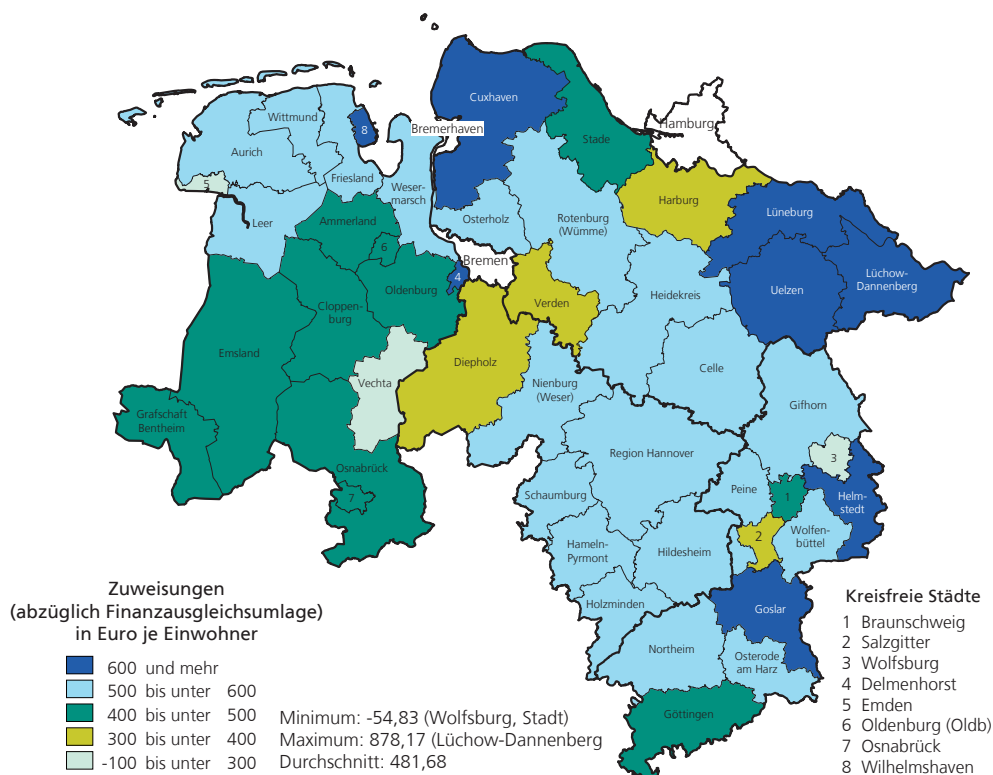 Cuxhaven
Wittmund
8
Bremerhaven
Hamburg
Stade
Aurich
Friesland
Weser-
marsch
5
Harburg
Lüneburg
Leer
Ammerland
Osterholz
Rotenburg
(Wümme)
6
Bremen
4
Oldenburg
Heidekreis
Uelzen
Lüchow-
Dannenberg
Cloppen-
burg
Verden
Emsland
Diepholz
Vechta
Celle
Nienburg
(Weser)
Gifhorn
Grafschaft
Bentheim
Region Hannover
3
Osnabrück
7
Schaumburg
Peine
1
Helm-
stedt
2
Wolfen-
büttel
Hameln-
Pyrmont
Hildesheim
Holzminden
Goslar
Northeim
Osterode
am Harz
Göttingen
Zuweisungen
(abzüglich Finanzausgleichsumlage)
in Euro je Einwohner
600 und mehr
500 bis unter 600
400 bis unter 500
300 bis unter 400
-100 bis unter 300
Minimum: -54,83 (Wolfsburg, Stadt)
Maximum: 878,17 (Lüchow-Dannenberg
Durchschnitt: 481,68
Kreisfreie Städte
1 Braunschweig
2 Salzgitter
3 Wolfsburg
4 Delmenhorst
5 Emden
6 Oldenburg (Oldb)
7 Osnabrück
8 Wilhelmshaven